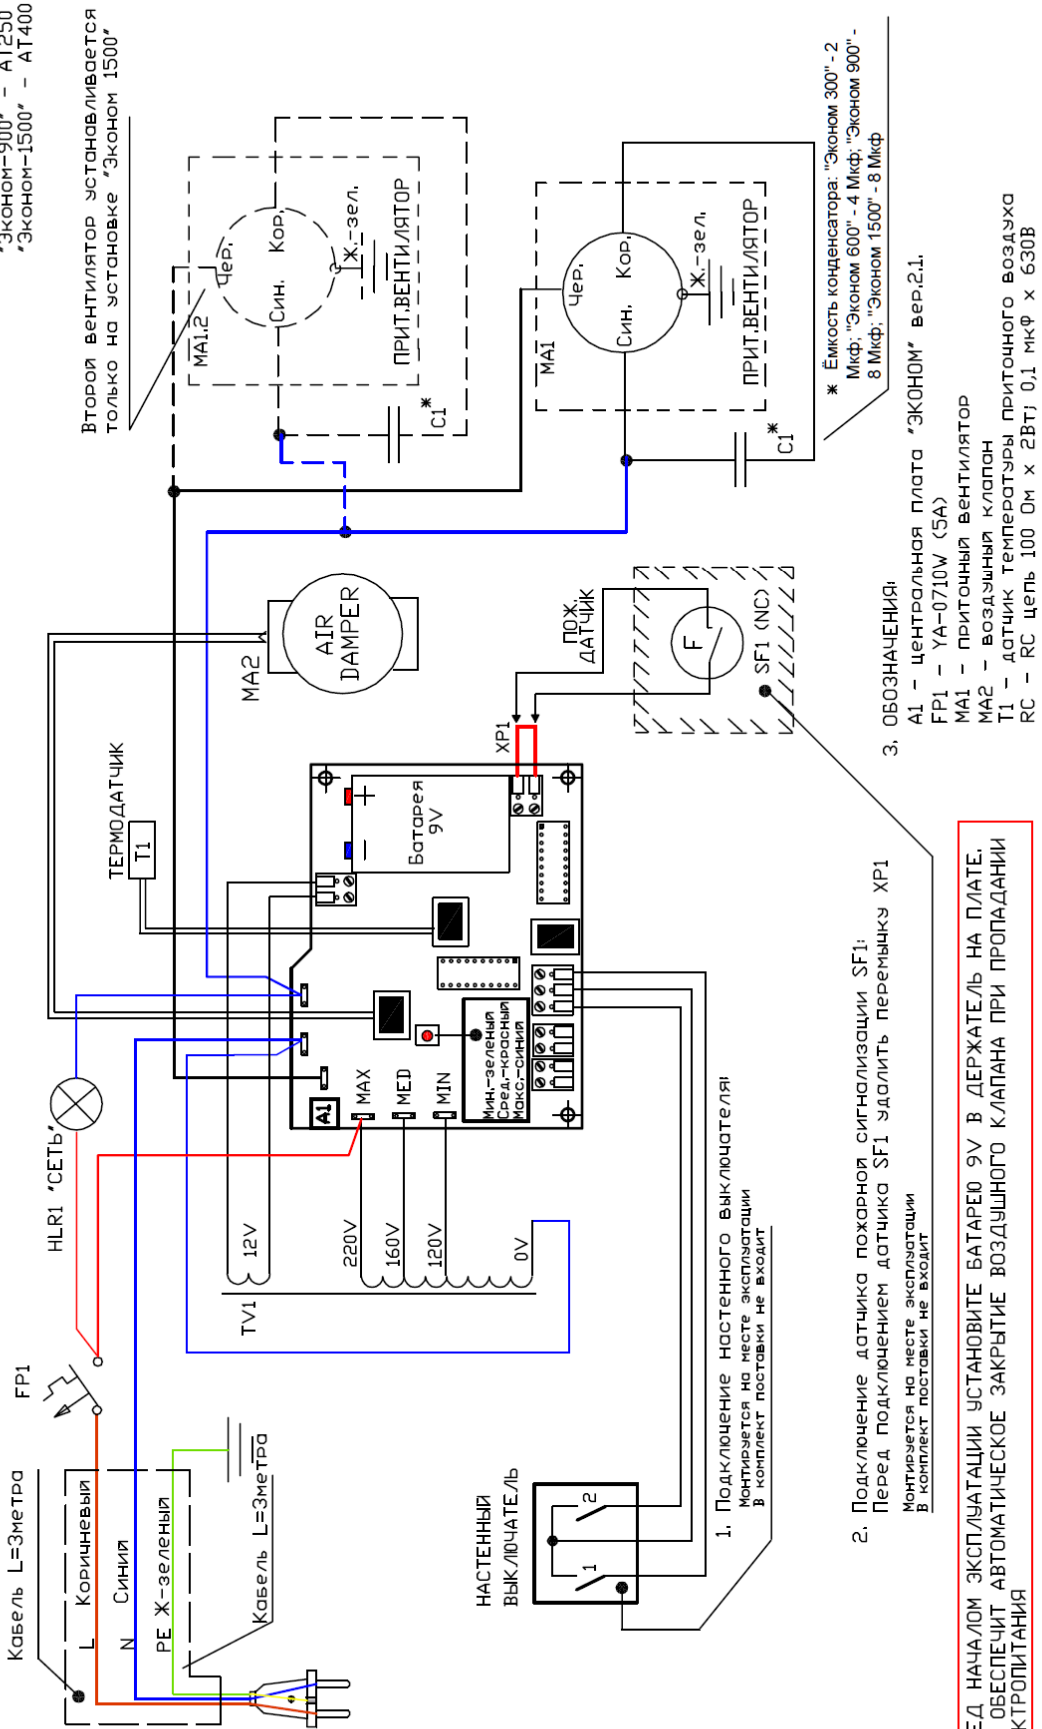 "Эконом-900" - АТ250
"Эконом-1500" - АТ400
Второй вентилятор устанавливается
только на установке "Эконом 1500"
Кабель L=3метра
L Коричневый
N Синий
PE Ж-зеленый
Кабель L=3метра
FP1
HLR1 "СЕТЬ"
TV1
12V
220V
160V
120V
0V
A1
MAX
MED
MIN
Мин.-зеленый
Сред.-красный
Макс.-синий
ТЕРМОДАТЧИК
T1
Батарея
9V
+
-
XP1
MA2
AIR
DAMPER
ПОЖ.
ДАТЧИК
F
SF1 (NC)
MA1.2
Чер.
Син.
Кор.
Ж.-зел.
ПРИТ.ВЕНТИЛЯТОР
C1*
MA1
Чер.
Син.
Кор.
Ж.-зел.
ПРИТ.ВЕНТИЛЯТОР
C1*
* Ёмкость конденсатора: "Эконом 300" - 2
Мкф; "Эконом 600" - 4 Мкф; "Эконом 900" -
8 Мкф; "Эконом 1500" - 8 Мкф
НАСТЕННЫЙ
ВЫКЛЮЧАТЕЛЬ
1
2
1. Подключение настенного выключателя:
Монтируется на месте эксплуатации
В комплект поставки не входит
2. Подключение датчика пожарной сигнализации SF1:
Перед подключением датчика SF1 удалить перемычку XP1
Монтируется на месте эксплуатации
В комплект поставки не входит
3. ОБОЗНАЧЕНИЯ:
A1 - центральная плата "ЭКОНОМ" вер.2.1.
FP1 - YA-0710W (5А)
MA1 - приточный вентилятор
MA2 - воздушный клапан
T1 - датчик температуры приточного воздуха
RC - RC цепь 100 Ом x 2Вт; 0,1 мкФ x 630В
ЕД НАЧАЛОМ ЭКСПЛУАТАЦИИ УСТАНОВИТЕ БАТАРЕЮ 9V В ДЕРЖАТЕЛЬ НА ПЛАТЕ.
ОБЕСПЕЧИТ АВТОМАТИЧЕСКОЕ ЗАКРЫТИЕ ВОЗДУШНОГО КЛАПАНА ПРИ ПРОПАДАНИИ
КТРОПИТАНИЯ